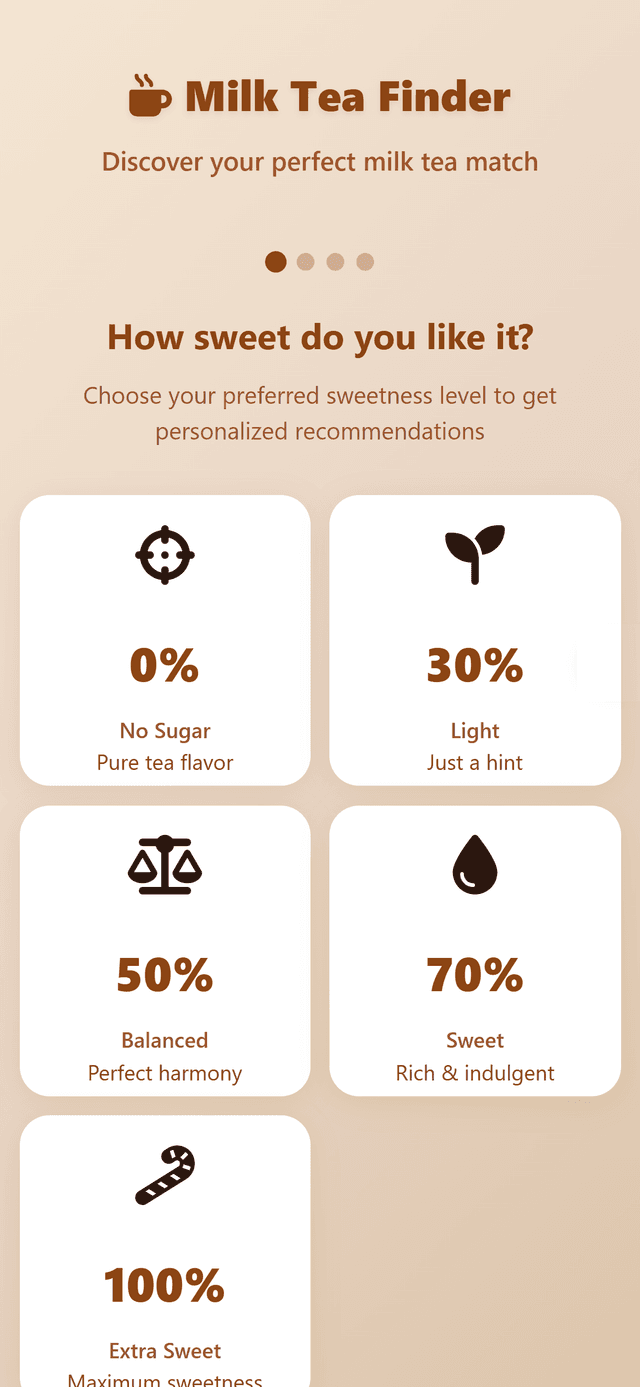 Milk Tea Finder
Discover your perfect milk tea match
How sweet do you like it?
Choose your preferred sweetness level to get
personalized recommendations
0%
No Sugar
Pure tea flavor
30%
Light
Just a hint
50%
Balanced
Perfect harmony
70%
Sweet
Rich & indulgent
100%
Extra Sweet
Maximum sweetness